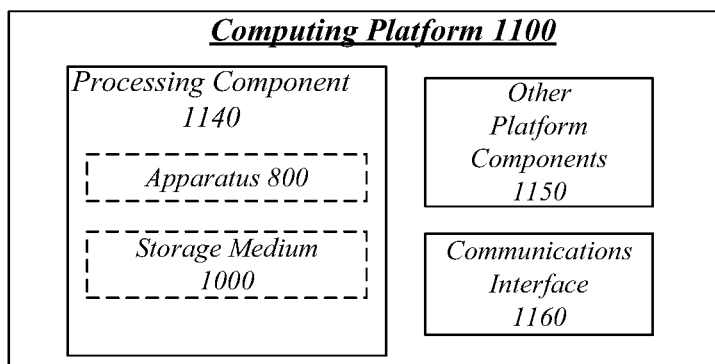 Computing Platform 1100
Processing Component
1140
Apparatus 800
Storage Medium
1000
Other
Platform
Components
1150
Communications
Interface
1160